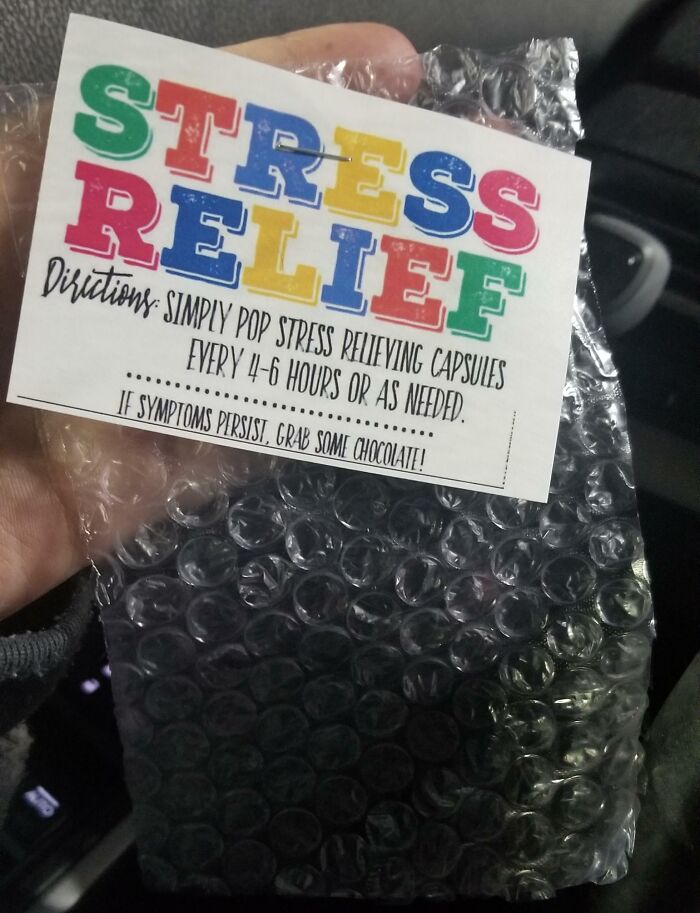 STRESS
RELIEF
Directions: SIMPLY POP STRESS RELIEVING CAPSULES
EVERY 4-6 HOURS OR AS NEEDED.
IF SYMPTOMS PERSIST, GRAB SOME CHOCOLATE!
AUTO